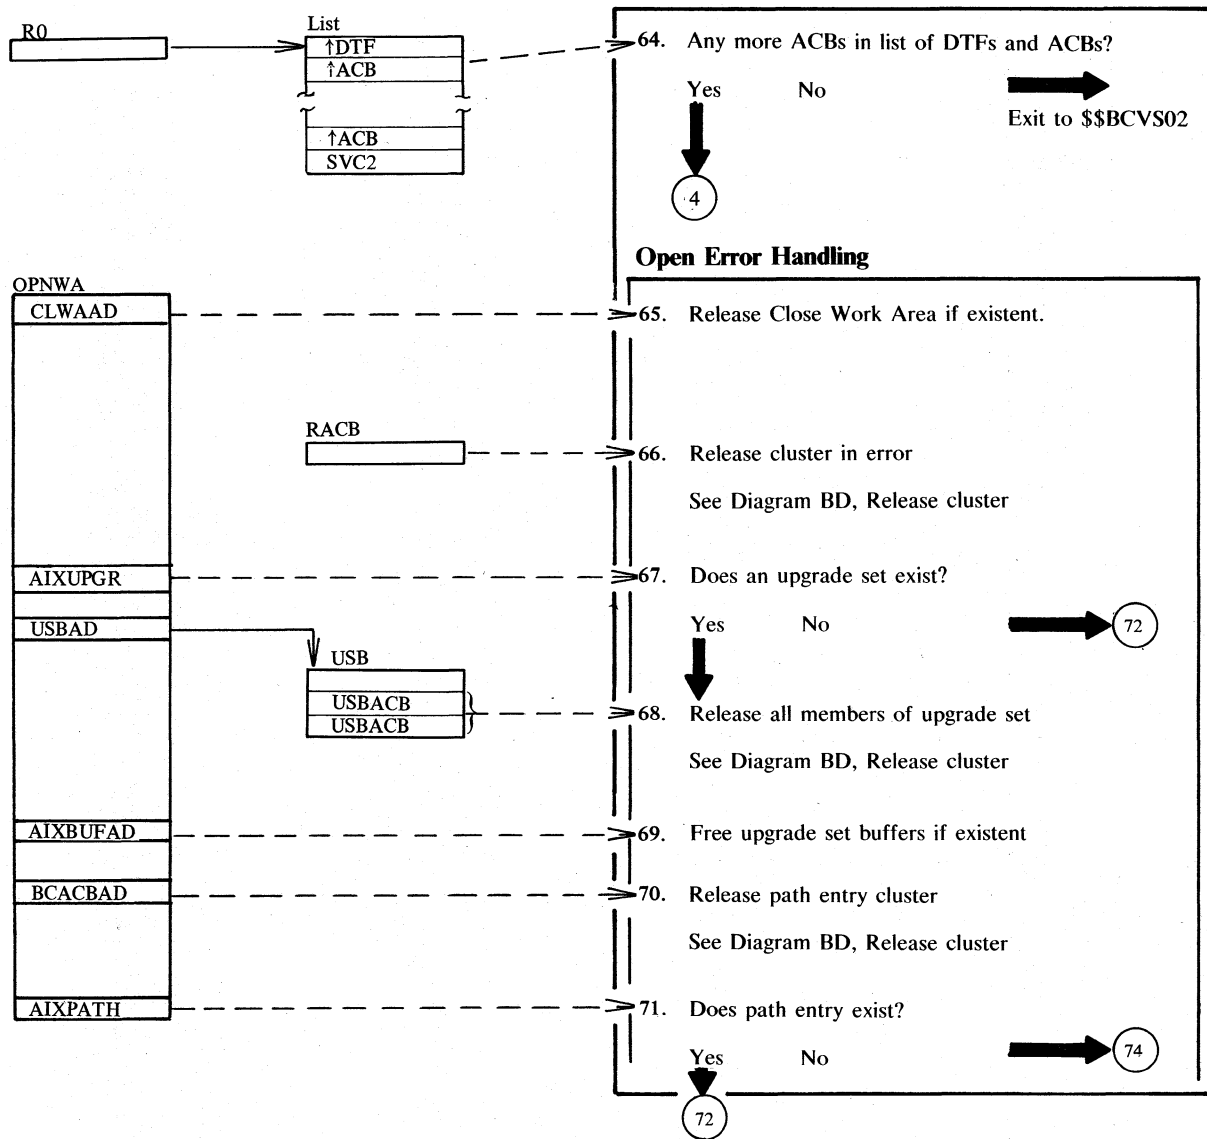 R0
List
↑DTF
↑ACB
↑ACB
SVC2
64. Any more ACBs in list of DTFs and ACBs?
Yes No
Exit to $$BCVS02
4
Open Error Handling
OPNWA
CLWAAD
65. Release Close Work Area if existent.
RACB
66. Release cluster in error
See Diagram BD, Release cluster
AIXUPGR
67. Does an upgrade set exist?
USBAD
Yes No
72
USB
USBACB
USBACB
68. Release all members of upgrade set
See Diagram BD, Release cluster
AIXBUFAD
69. Free upgrade set buffers if existent
BCACBAD
70. Release path entry cluster
See Diagram BD, Release cluster
AIXPATH
71. Does path entry exist?
Yes No
74
72